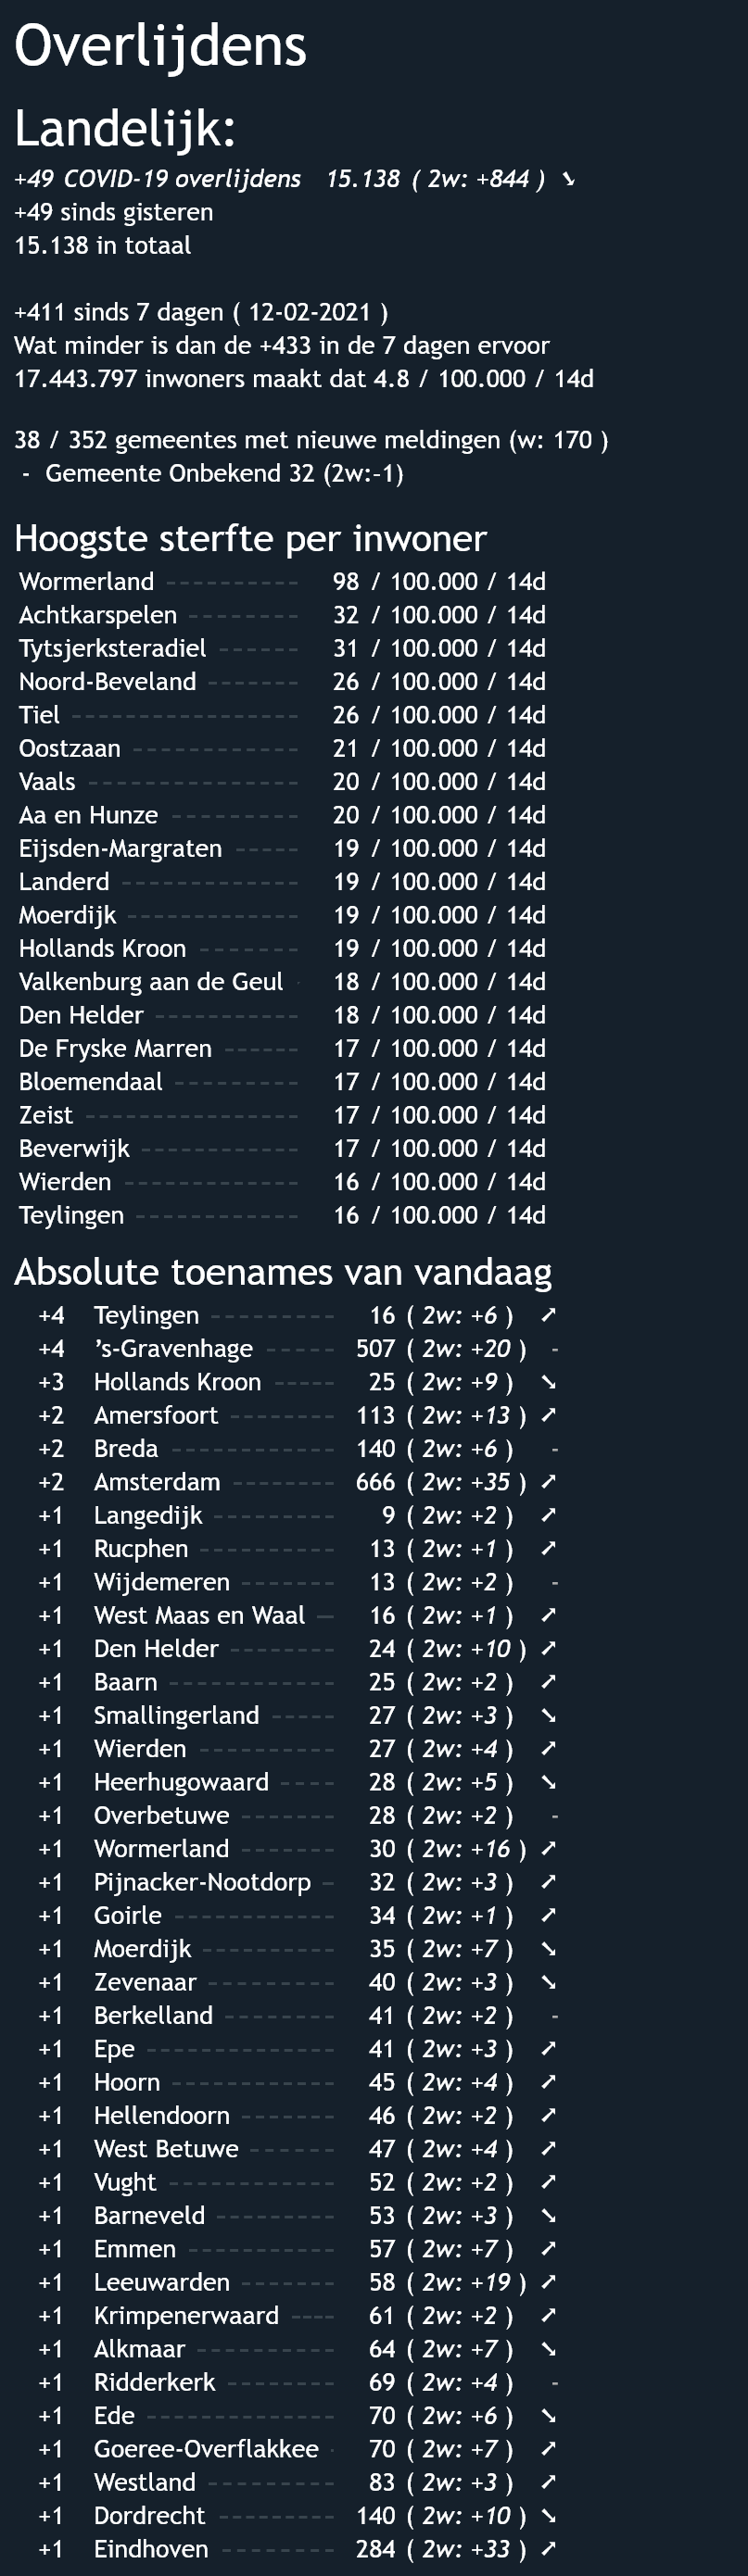 Overlijdens
Landelijk:
+49 COVID-19 overlijdens 15.138 ( 2w: +844 ) ➘
+49 sinds gisteren
15.138 in totaal
+411 sinds 7 dagen ( 12-02-2021 )
Wat minder is dan de +433 in de 7 dagen ervoor
17.443.797 inwoners maakt dat 4.8 / 100.000 / 14d
38 / 352 gemeentes met nieuwe meldingen (w: 170 )
- Gemeente Onbekend 32 (2w:-1)
Hoogste sterfte per inwoner
Wormerland ---------- 98 / 100.000 / 14d
Achtkarspelen -------- 32 / 100.000 / 14d
Tytsjerksteradiel ------ 31 / 100.000 / 14d
Noord-Beveland ------- 26 / 100.000 / 14d
Tiel ----------------- 26 / 100.000 / 14d
Oostzaan ----------- 21 / 100.000 / 14d
Vaals --------------- 20 / 100.000 / 14d
Aa en Hunze --------- 20 / 100.000 / 14d
Eijsden-Margraten ----- 19 / 100.000 / 14d
Landerd ------------- 19 / 100.000 / 14d
Moerdijk ------------- 19 / 100.000 / 14d
Hollands Kroon ------- 19 / 100.000 / 14d
Valkenburg aan de Geul - 18 / 100.000 / 14d
Den Helder ----------- 18 / 100.000 / 14d
De Fryske Marren ------ 17 / 100.000 / 14d
Bloemendaal --------- 17 / 100.000 / 14d
Zeist ---------------- 17 / 100.000 / 14d
Beverwijk ------------ 17 / 100.000 / 14d
Wierden ------------- 16 / 100.000 / 14d
Teylingen ------------ 16 / 100.000 / 14d
Absolute toenames van vandaag
+4 Teylingen --------- 16 ( 2w: +6 ) ➚
+4 's-Gravenhage ----- 507 ( 2w: +20 ) -
+3 Hollands Kroon ----- 25 ( 2w: +9 ) ➘
+2 Amersfoort -------- 113 ( 2w: +13 ) ➚
+2 Breda ------------ 140 ( 2w: +6 ) -
+2 Amsterdam -------- 666 ( 2w: +35 ) ➚
+1 Langedijk --------- 9 ( 2w: +2 ) ➚
+1 Rucphen ---------- 13 ( 2w: +1 ) ➚
+1 Wijdemeren ------- 13 ( 2w: +2 ) -
+1 West Maas en Waal -- 16 ( 2w: +1 ) ➚
+1 Den Helder -------- 24 ( 2w: +10 ) ➚
+1 Baarn ------------ 25 ( 2w: +2 ) ➚
+1 Smallingerland ----- 27 ( 2w: +3 ) ➘
+1 Wierden ---------- 27 ( 2w: +4 ) ➚
+1 Heerhugowaard ---- 28 ( 2w: +5 ) ➘
+1 Overbetuwe ------- 28 ( 2w: +2 ) -
+1 Wormerland ------- 30 ( 2w: +16 ) ➚
+1 Pijnacker-Nootdorp - 32 ( 2w: +3 ) ➚
+1 Goirle ------------ 34 ( 2w: +1 ) ➚
+1 Moerdijk ---------- 35 ( 2w: +7 ) ➘
+1 Zevenaar --------- 40 ( 2w: +3 ) ➘
+1 Berkelland -------- 41 ( 2w: +2 ) -
+1 Epe -------------- 41 ( 2w: +3 ) ➚
+1 Hoorn ------------ 45 ( 2w: +4 ) ➚
+1 Hellendoorn ------- 46 ( 2w: +2 ) ➚
+1 West Betuwe ------ 47 ( 2w: +4 ) ➚
+1 Vught ----------- 52 ( 2w: +2 ) ➚
+1 Barneveld --------- 53 ( 2w: +3 ) ➘
+1 Emmen ----------- 57 ( 2w: +7 ) ➚
+1 Leeuwarden ------- 58 ( 2w: +19 ) ➚
+1 Krimpenerwaard ---- 61 ( 2w: +2 ) ➚
+1 Alkmaar ---------- 64 ( 2w: +7 ) ➘
+1 Ridderkerk -------- 69 ( 2w: +4 ) -
+1 Ede -------------- 70 ( 2w: +6 ) ➘
+1 Goeree-Overflakkee - 70 ( 2w: +7 ) ➚
+1 Westland --------- 83 ( 2w: +3 ) ➚
+1 Dordrecht --------- 140 ( 2w: +10 ) ➘
+1 Eindhoven --------- 284 ( 2w: +33 ) ➚